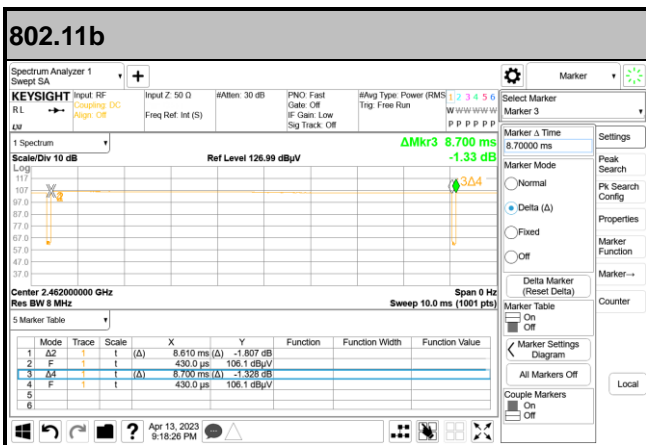 802.11b
Spectrum Analyzer 1
Swept SA
+
Marker
KEYSIGHT
RL
LXI
Input: RF
Coupling: DC
Align: Off
Input Z: 50 Ω
Freq Ref: Int (S)
#Atten: 30 dB
PNO: Fast
Gate: Off
IF Gain: Low
Sig Track: Off
#Avg Type: Power (RMS
Trig: Free Run
1 2 3 4 5 6
W W W W W W
P P P P P P
Select Marker
Marker 3
1 Spectrum
ΔMkr3 8.700 ms
-1.33 dB
Scale/Div 10 dB
Ref Level 126.99 dBµV
Log
117
107
97.0
87.0
77.0
67.0
57.0
47.0
37.0
3Δ4
Center 2.462000000 GHz
Span 0 Hz
Res BW 8 MHz
Sweep 10.0 ms (1001 pts)
5 Marker Table
Mode Trace Scale X Y Function Function Width Function Value
1 Δ2 1 t (Δ) 8.610 ms (Δ) -1.807 dB
2 F 1 t 430.0 µs 106.1 dBµV
3 Δ4 1 t (Δ) 8.700 ms (Δ) -1.328 dB
4 F 1 t 430.0 µs 106.1 dBµV
5
6
Marker Δ Time
8.70000 ms
Marker Mode
Normal
Delta (Δ)
Fixed
Off
Delta Marker
(Reset Delta)
Marker Table
On
Off
Marker Settings
Diagram
All Markers Off
Couple Markers
On
Off
Settings
Peak
Search
Pk Search
Config
Properties
Marker
Function
Marker→
Counter
Local
?
Apr 13, 2023
9:18:26 PM